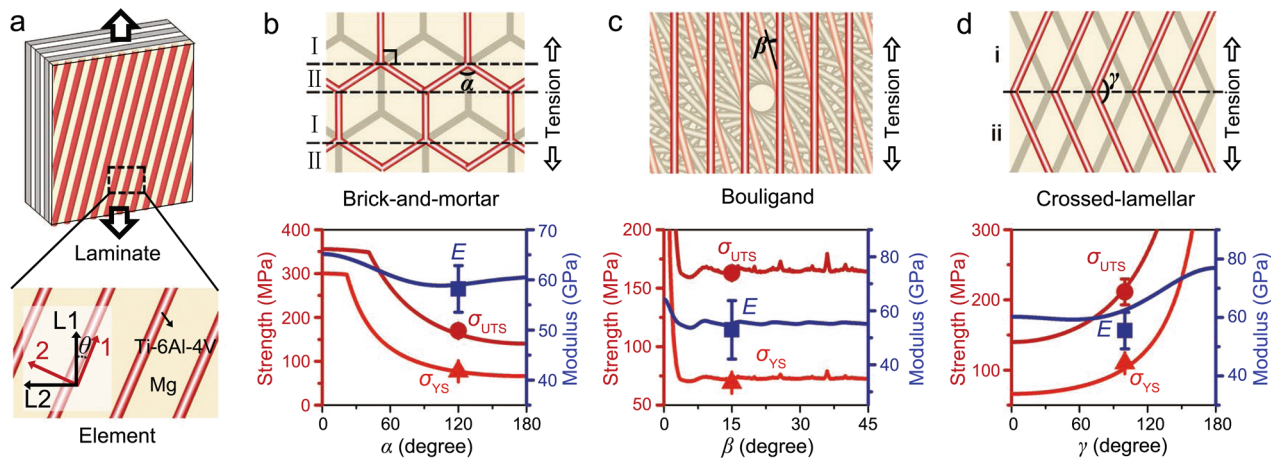 a
Laminate
L1
θ
1
2
Ti-6Al-4V
Mg
L2
Element
b
I
II
I
II
α
Tension
Brick-and-mortar
400
300
200
100
0
Strength (MPa)
70
60
50
40
Modulus (GPa)
E
σUTS
σYS
0 60 120 180
α (degree)
c
β
Tension
Bouligand
200
150
100
50
Strength (MPa)
80
60
40
Modulus (GPa)
σUTS
E
σYS
0 15 30 45
β (degree)
d
i
ii
γ
Tension
Crossed-lamellar
300
200
100
Strength (MPa)
80
60
40
Modulus (GPa)
σUTS
E
σYS
0 60 120 180
γ (degree)